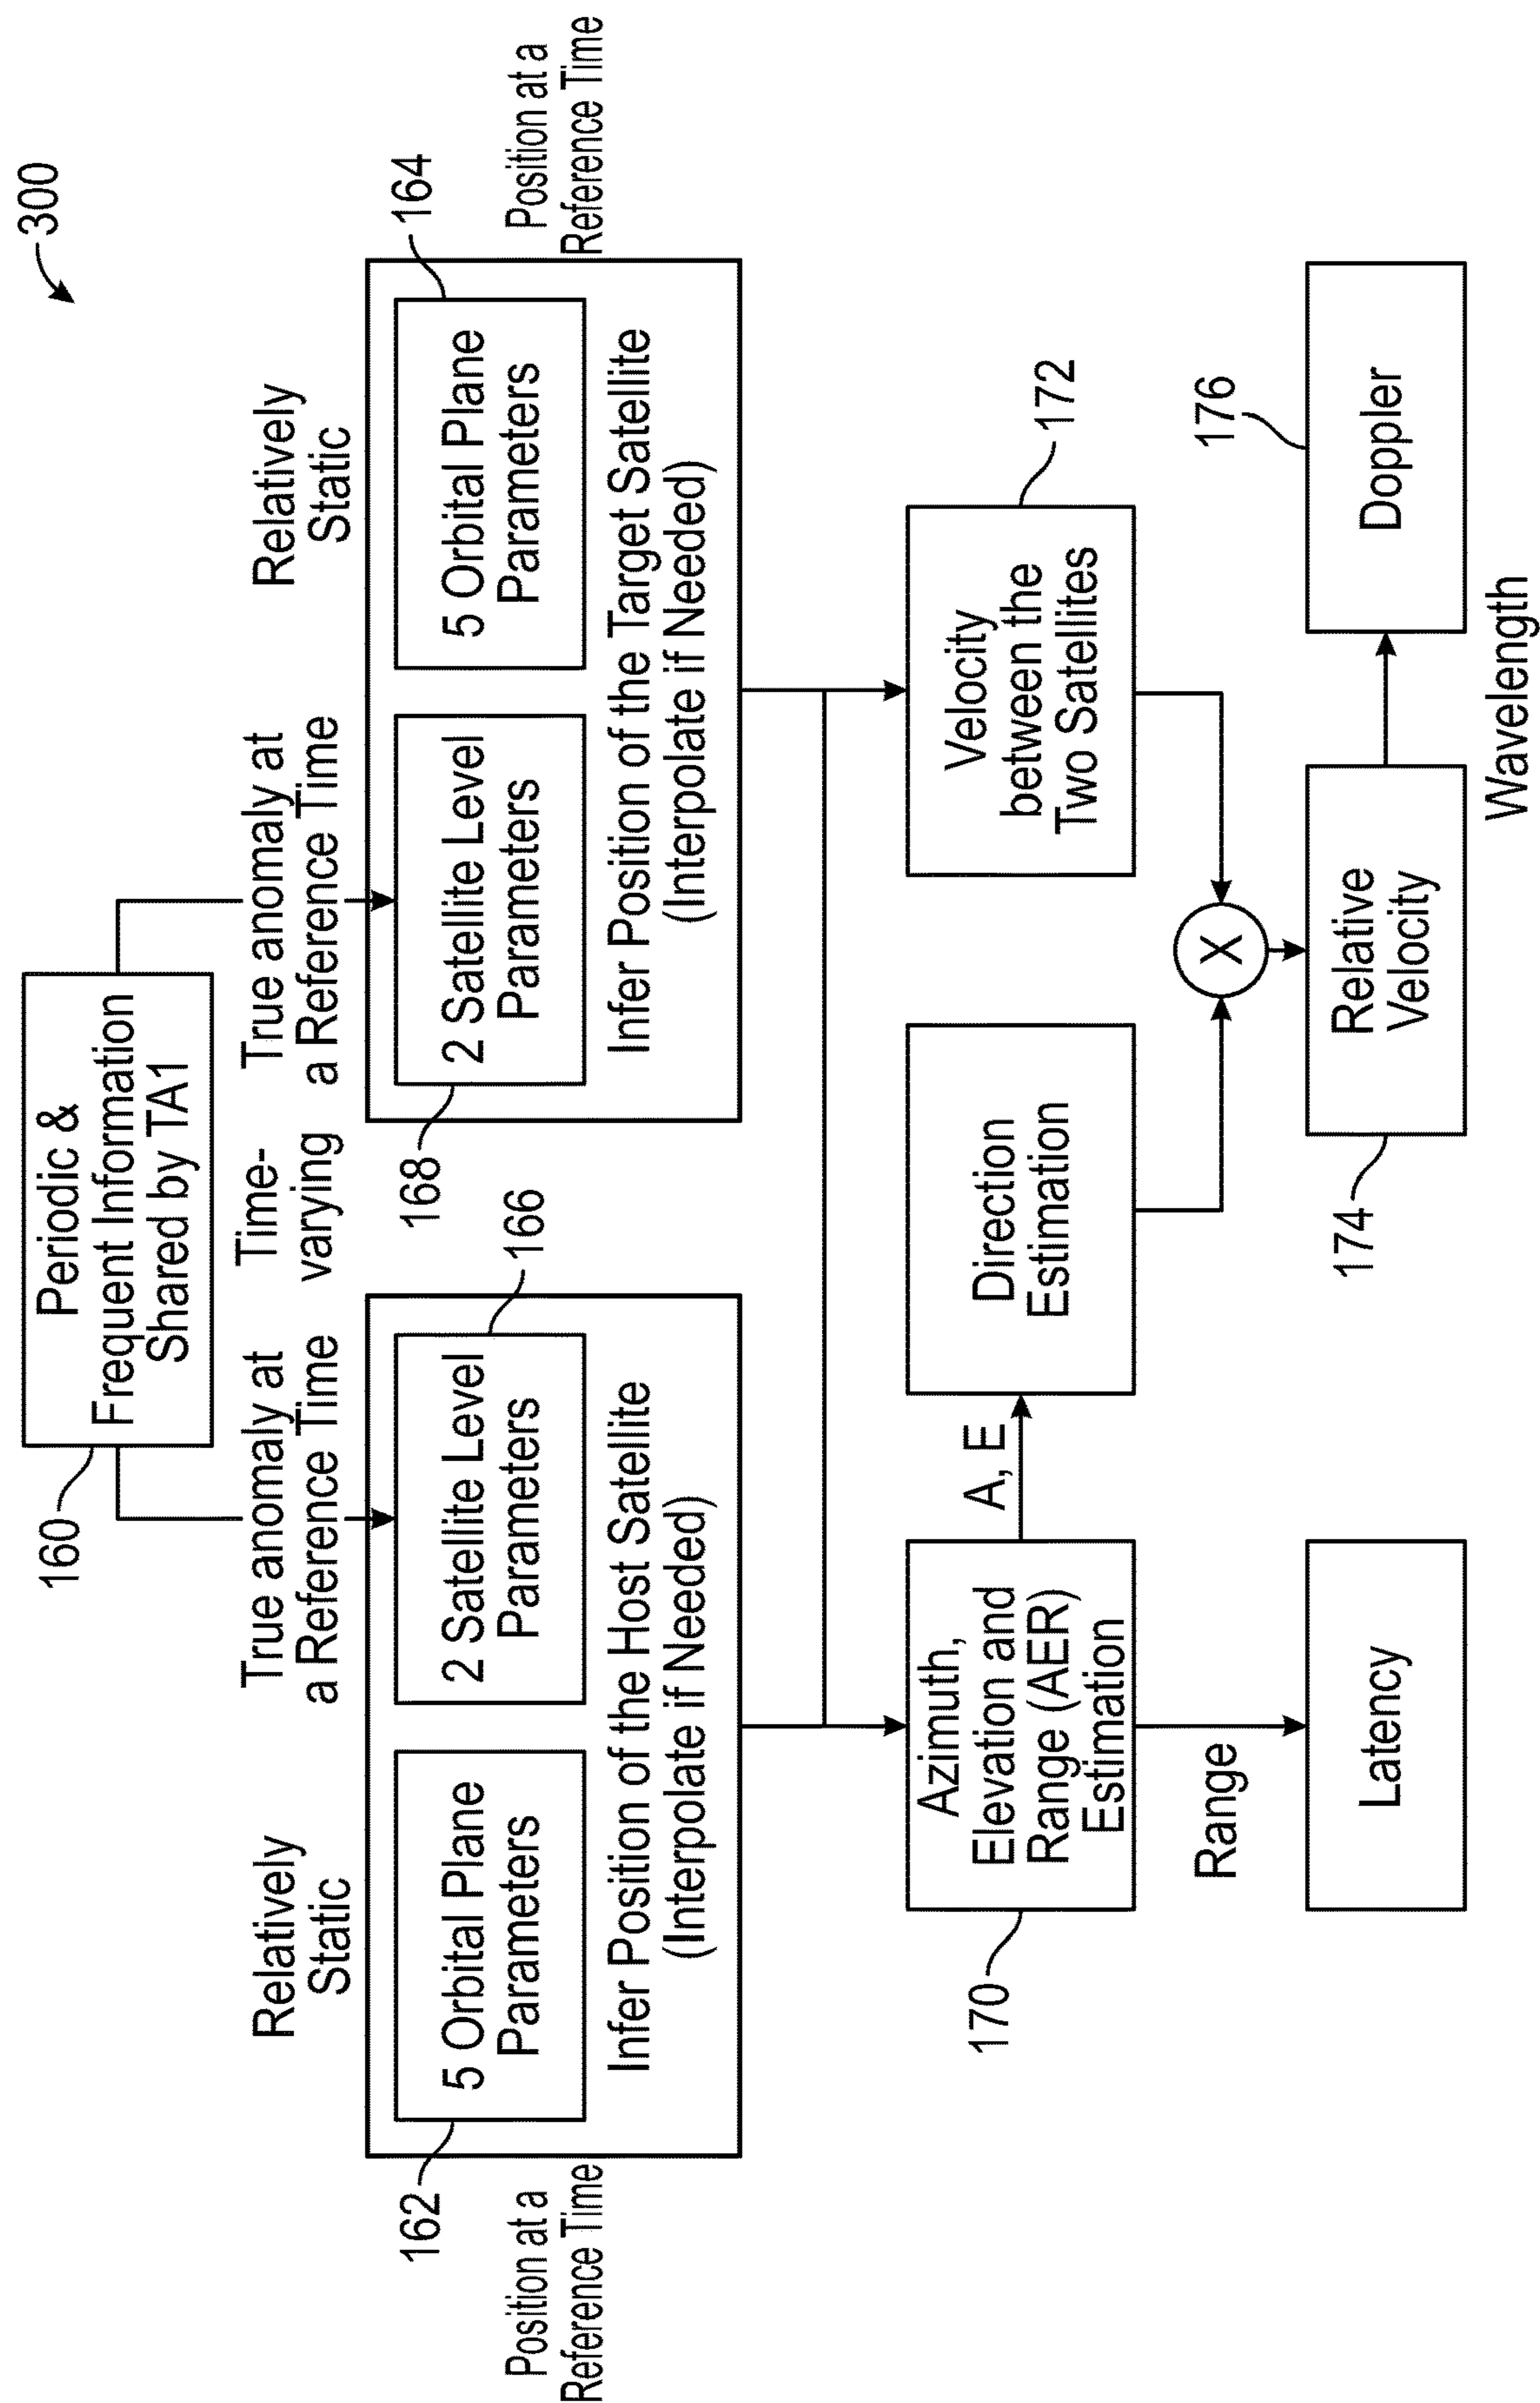 300
Periodic &
Frequent Information
Shared by TA1
160
Relatively
Static
True anomaly at
a Reference Time
Time-
varying
True anomaly at
a Reference Time
Relatively
Static
Position at a
Reference Time
162
5 Orbital Plane
Parameters
2 Satellite Level
Parameters
166
Infer Position of the Host Satellite
(Interpolate if Needed)
168
2 Satellite Level
Parameters
5 Orbital Plane
Parameters
164
Infer Position of the Target Satellite
(Interpolate if Needed)
Position at a
Reference Time
170
Azimuth,
Elevation and
Range (AER)
Estimation
A, E
Direction
Estimation
Velocity
between the
Two Satellites
172
Range
X
Latency
174
Relative
Velocity
176
Doppler
Wavelength